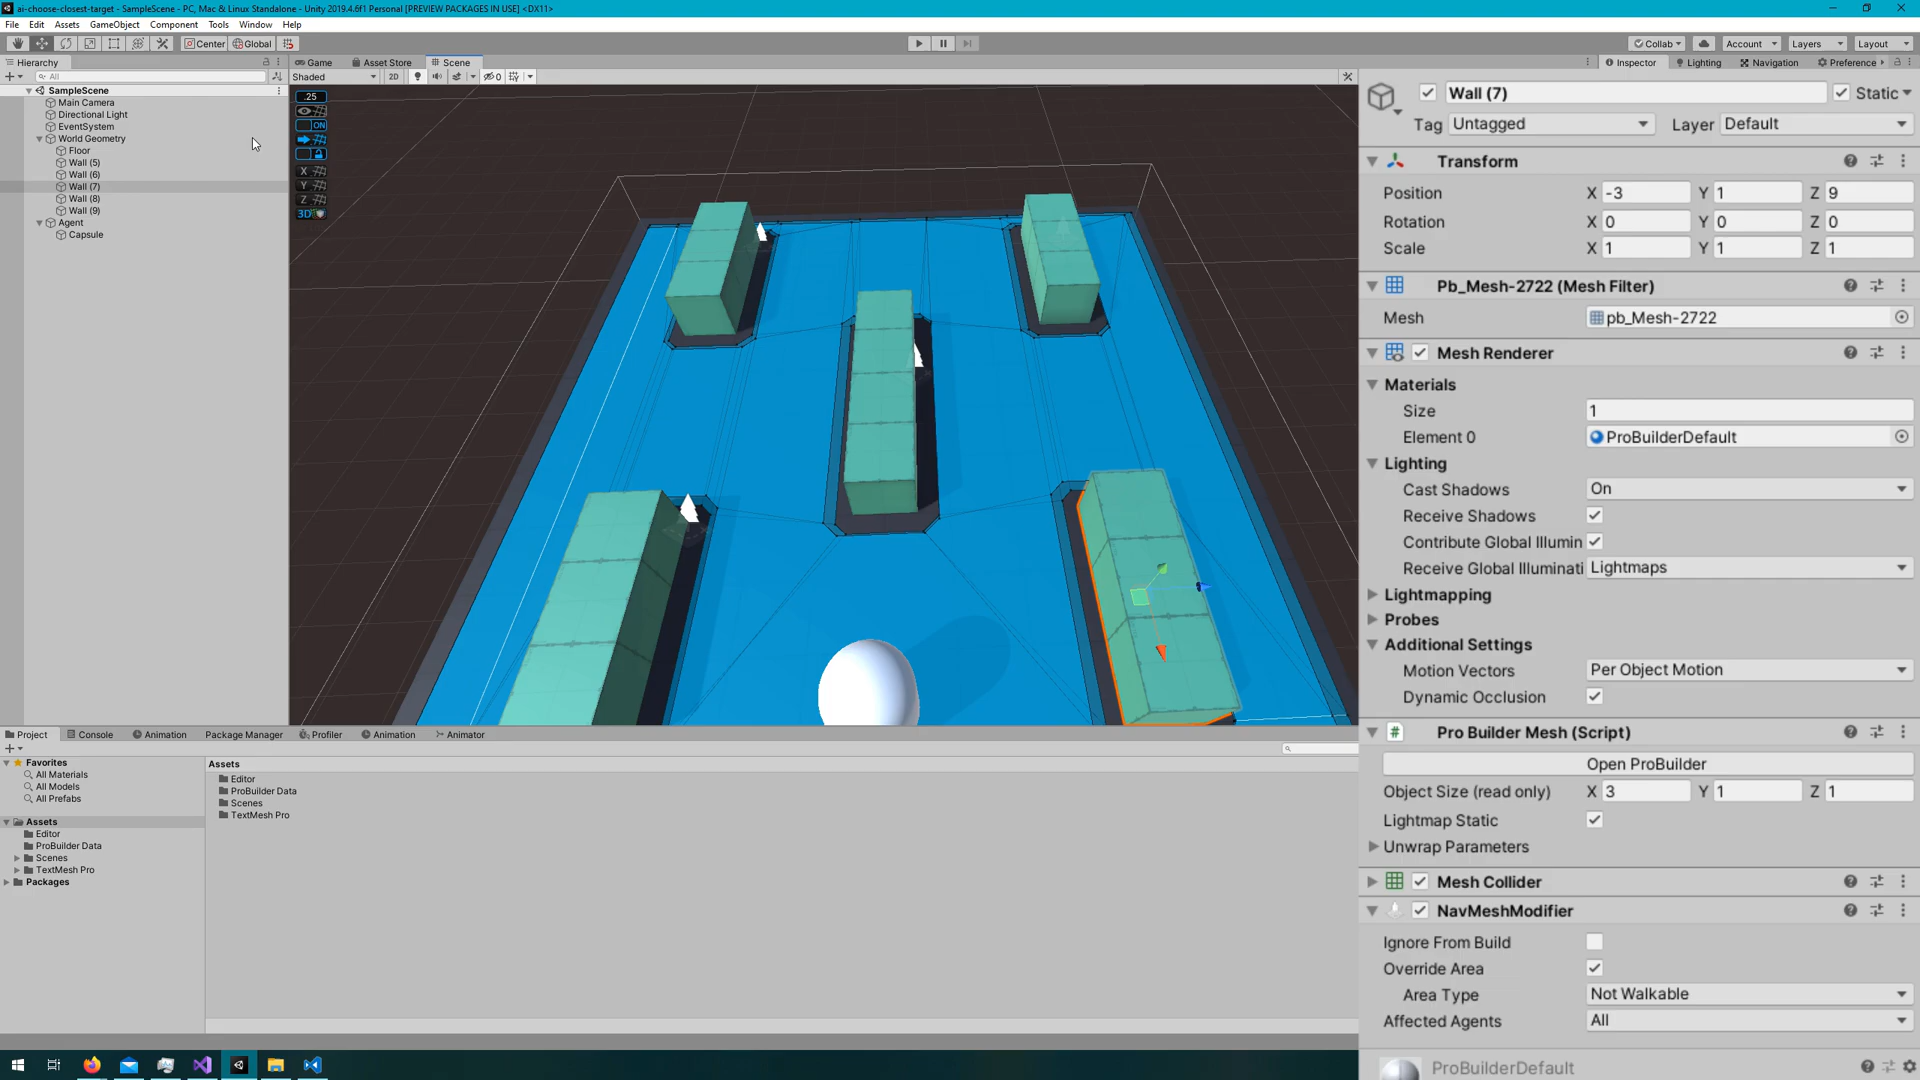 ai-choose-closest-target - SampleScene - PC, Mac & Linux Standalone - Unity 2019.4.6f1 Personal [PREVIEW PACKAGES IN USE] <DX11>
File Edit Assets GameObject Component Tools Window Help
Center Global Collab Account Layers Layout
Hierarchy
All
SampleScene
Main Camera
Directional Light
EventSystem
World Geometry
Floor
Wall (5)
Wall (6)
Wall (7)
Wall (8)
Wall (9)
Agent
Capsule
Game Asset Store Scene
Shaded 2D 0
.25
ON
X
Y
Z
3D
Inspector Lighting Navigation Preference
Wall (7) Static
Tag Untagged Layer Default
Transform
Position X -3 Y 1 Z 9
Rotation X 0 Y 0 Z 0
Scale X 1 Y 1 Z 1
Pb_Mesh-2722 (Mesh Filter)
Mesh pb_Mesh-2722
Mesh Renderer
Materials
Size 1
Element 0 ProBuilderDefault
Lighting
Cast Shadows On
Receive Shadows
Contribute Global Illumin
Receive Global Illuminati Lightmaps
Lightmapping
Probes
Additional Settings
Motion Vectors Per Object Motion
Dynamic Occlusion
Pro Builder Mesh (Script)
Open ProBuilder
Object Size (read only) X 3 Y 1 Z 1
Lightmap Static
Unwrap Parameters
Mesh Collider
NavMeshModifier
Ignore From Build
Override Area
Area Type Not Walkable
Affected Agents All
ProBuilderDefault
Project Console Animation Package Manager Profiler Animation Animator
Favorites
All Materials
All Models
All Prefabs
Assets
Editor
ProBuilder Data
Scenes
TextMesh Pro
Packages
Assets
Editor
ProBuilder Data
Scenes
TextMesh Pro